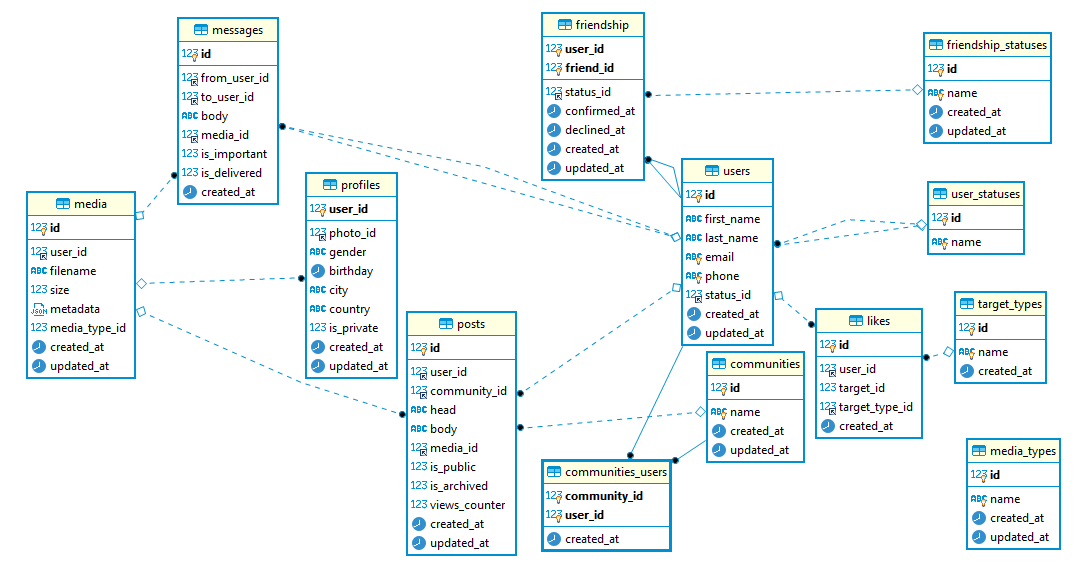 messages
123 id
123 from_user_id
123 to_user_id
ABC body
123 media_id
123 is_important
123 is_delivered
created_at
friendship
123 user_id
123 friend_id
123 status_id
confirmed_at
declined_at
created_at
updated_at
friendship_statuses
123 id
ABC name
created_at
updated_at
media
123 id
123 user_id
ABC filename
123 size
JSON metadata
123 media_type_id
created_at
updated_at
profiles
123 user_id
123 photo_id
ABC gender
birthday
ABC city
ABC country
123 is_private
created_at
updated_at
users
123 id
ABC first_name
ABC last_name
ABC email
ABC phone
123 status_id
created_at
updated_at
user_statuses
123 id
ABC name
posts
123 id
123 user_id
123 community_id
ABC head
ABC body
123 media_id
123 is_public
123 is_archived
123 views_counter
created_at
updated_at
likes
123 id
123 user_id
123 target_id
123 target_type_id
created_at
target_types
123 id
ABC name
created_at
communities
123 id
ABC name
created_at
updated_at
communities_users
123 community_id
123 user_id
created_at
media_types
123 id
ABC name
created_at
updated_at